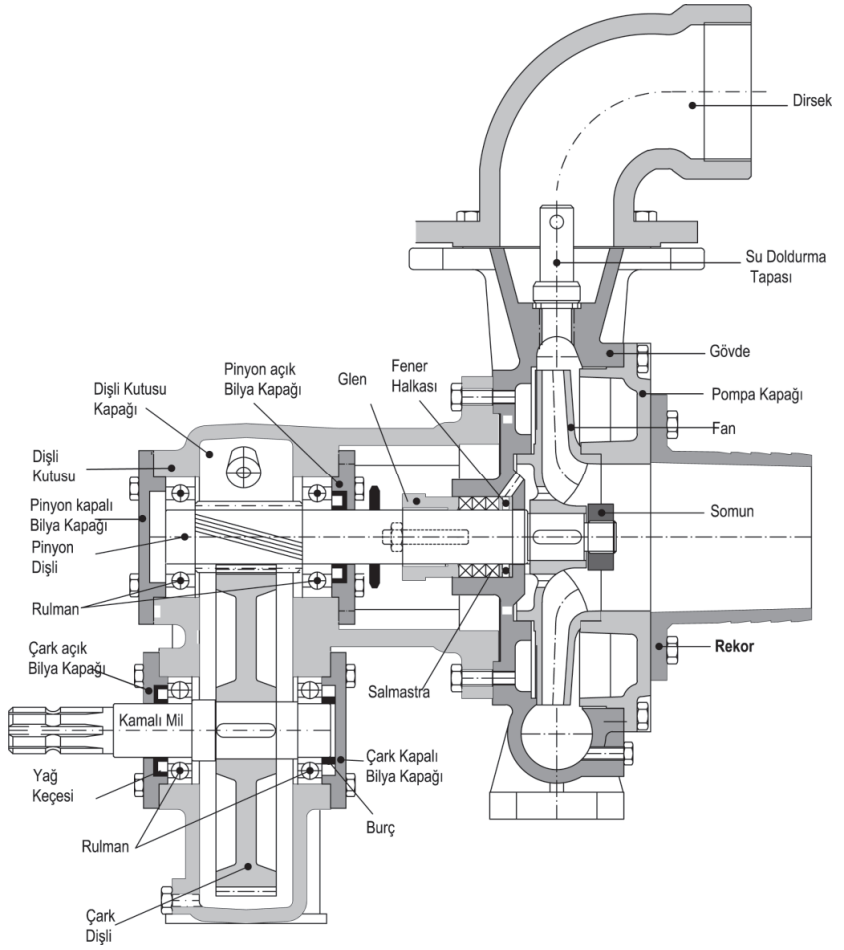 Dirsek
Su Doldurma
Tapası
Gövde
Pompa Kapağı
Fan
Somun
Rekor
Fener
Halkası
Glen
Pinyon açık
Bilya Kapağı
Dişli Kutusu
Kapağı
Dişli
Kutusu
Pinyon kapalı
Bilya Kapağı
Pinyon
Dişli
Rulman
Çark açık
Bilya Kapağı
Kamalı Mil
Salmastra
Yağ
Keçesi
Çark Kapalı
Bilya Kapağı
Burç
Rulman
Çark
Dişli